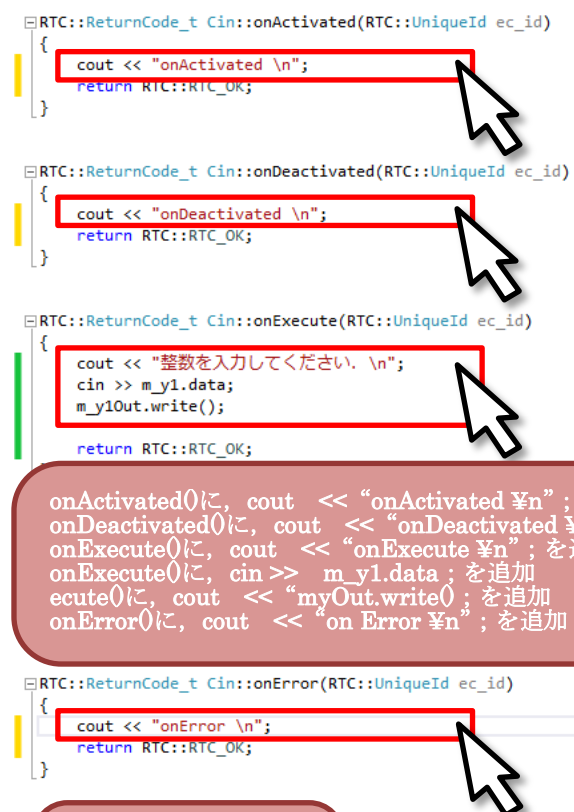 RTC::ReturnCode_t Cin::onActivated(RTC::UniqueId ec_id)
{
cout << "onActivated \n";
return RTC::RTC_OK;
}
RTC::ReturnCode_t Cin::onDeactivated(RTC::UniqueId ec_id)
{
cout << "onDeactivated \n";
return RTC::RTC_OK;
}
RTC::ReturnCode_t Cin::onExecute(RTC::UniqueId ec_id)
{
cout << "整数を入力してください. \n";
cin >> m_y1.data;
m_y1Out.write();
return RTC::RTC_OK;
onActivated()に, cout << “onActivated ¥n” ;
onDeactivated()に, cout << “onDeactivated ¥
onExecute()に, cout << “onExecute ¥n” ; を
onExecute()に, cin >> m_y1.data ; を追加
ecute()に, cout << “myOut.write() ; を追加
onError()に, cout << “on Error ¥n” ; を追加
RTC::ReturnCode_t Cin::onError(RTC::UniqueId ec_id)
{
cout << "onError \n";
return RTC::RTC_OK;
}